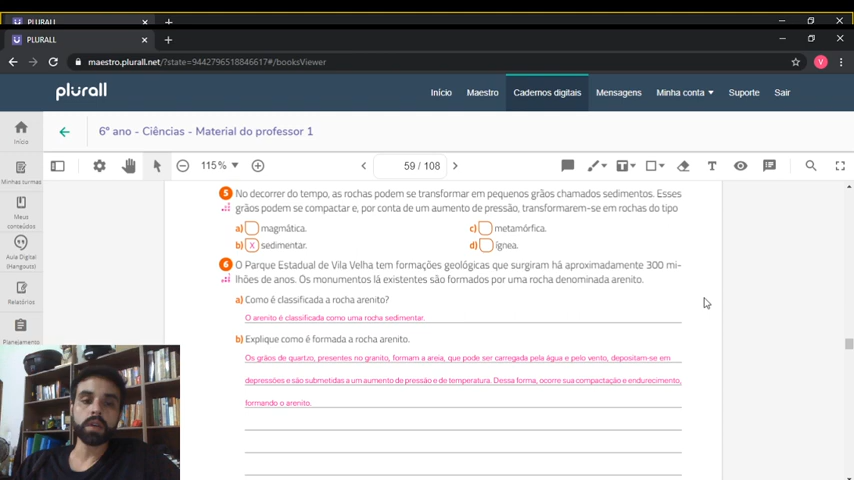 PLURALL
PLURALL
maestro.plurall.net/?state=9442796518846617#/booksViewer
V
plurall
Início Maestro Cadernos digitais Mensagens Minha conta Suporte Sair
Início
Minhas turmas
Meus conteúdos
Aula Digital (Hangouts)
Relatórios
Planejamento
6º ano - Ciências - Material do professor 1
115% 59 / 108
5 No decorrer do tempo, as rochas podem se transformar em pequenos grãos chamados sedimentos. Esses
grãos podem se compactar e, por conta de um aumento de pressão, transformarem-se em rochas do tipo
a) magmática. c) metamórfica.
b) x sedimentar. d) ígnea.
6 O Parque Estadual de Vila Velha tem formações geológicas que surgiram há aproximadamente 300 mi-
lhões de anos. Os monumentos lá existentes são formados por uma rocha denominada arenito.
a) Como é classificada a rocha arenito?
O arenito é classificada como uma rocha sedimentar.
b) Explique como é formada a rocha arenito.
Os grãos de quartzo, presentes no granito, formam a areia, que pode ser carregada pela água e pelo vento, depositam-se em
depressões e são submetidas a um aumento de pressão e de temperatura. Dessa forma, ocorre sua compactação e endurecimento,
formando o arenito.